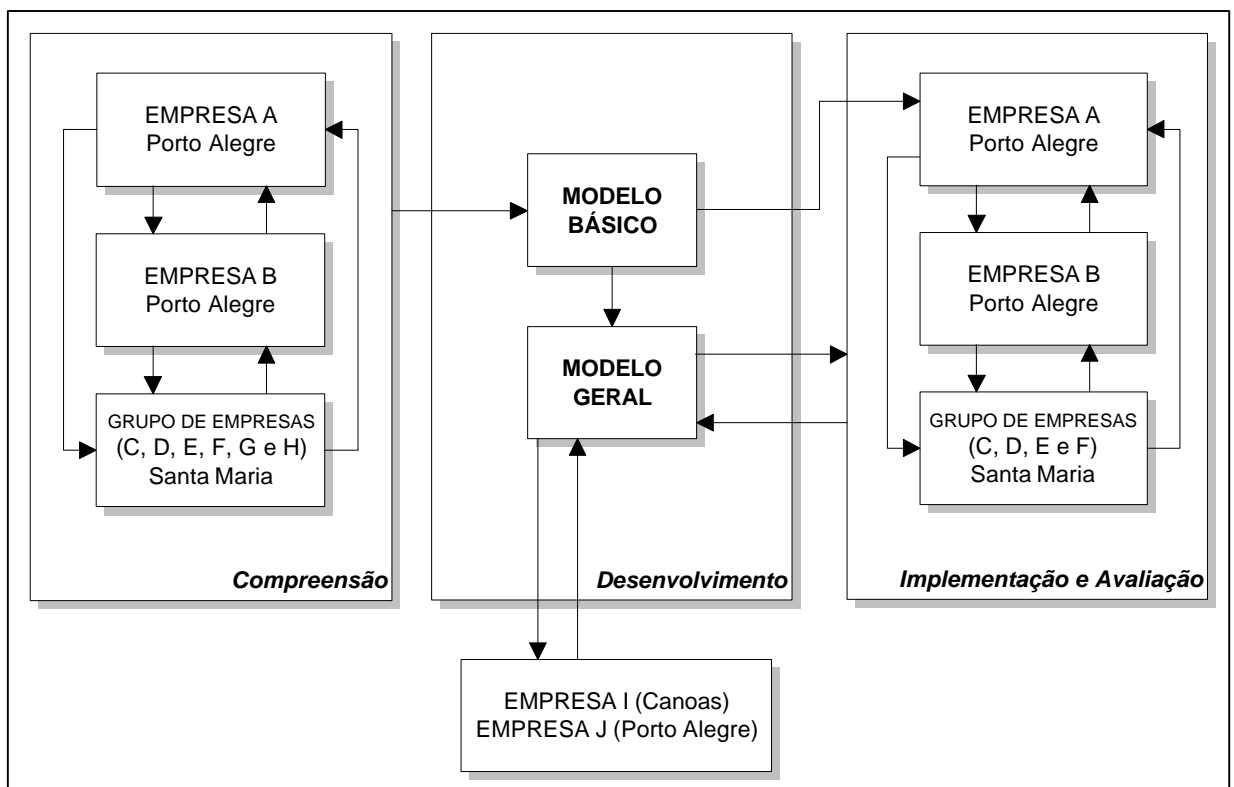 EMPRESA A
Porto Alegre
EMPRESA B
Porto Alegre
GRUPO DE EMPRESAS
(C, D, E, F, G e H)
Santa Maria
Compreensão
MODELO
BÁSICO
MODELO
GERAL
Desenvolvimento
EMPRESA A
Porto Alegre
EMPRESA B
Porto Alegre
GRUPO DE EMPRESAS
(C, D, E e F)
Santa Maria
Implementação e Avaliação
EMPRESA I (Canoas)
EMPRESA J (Porto Alegre)